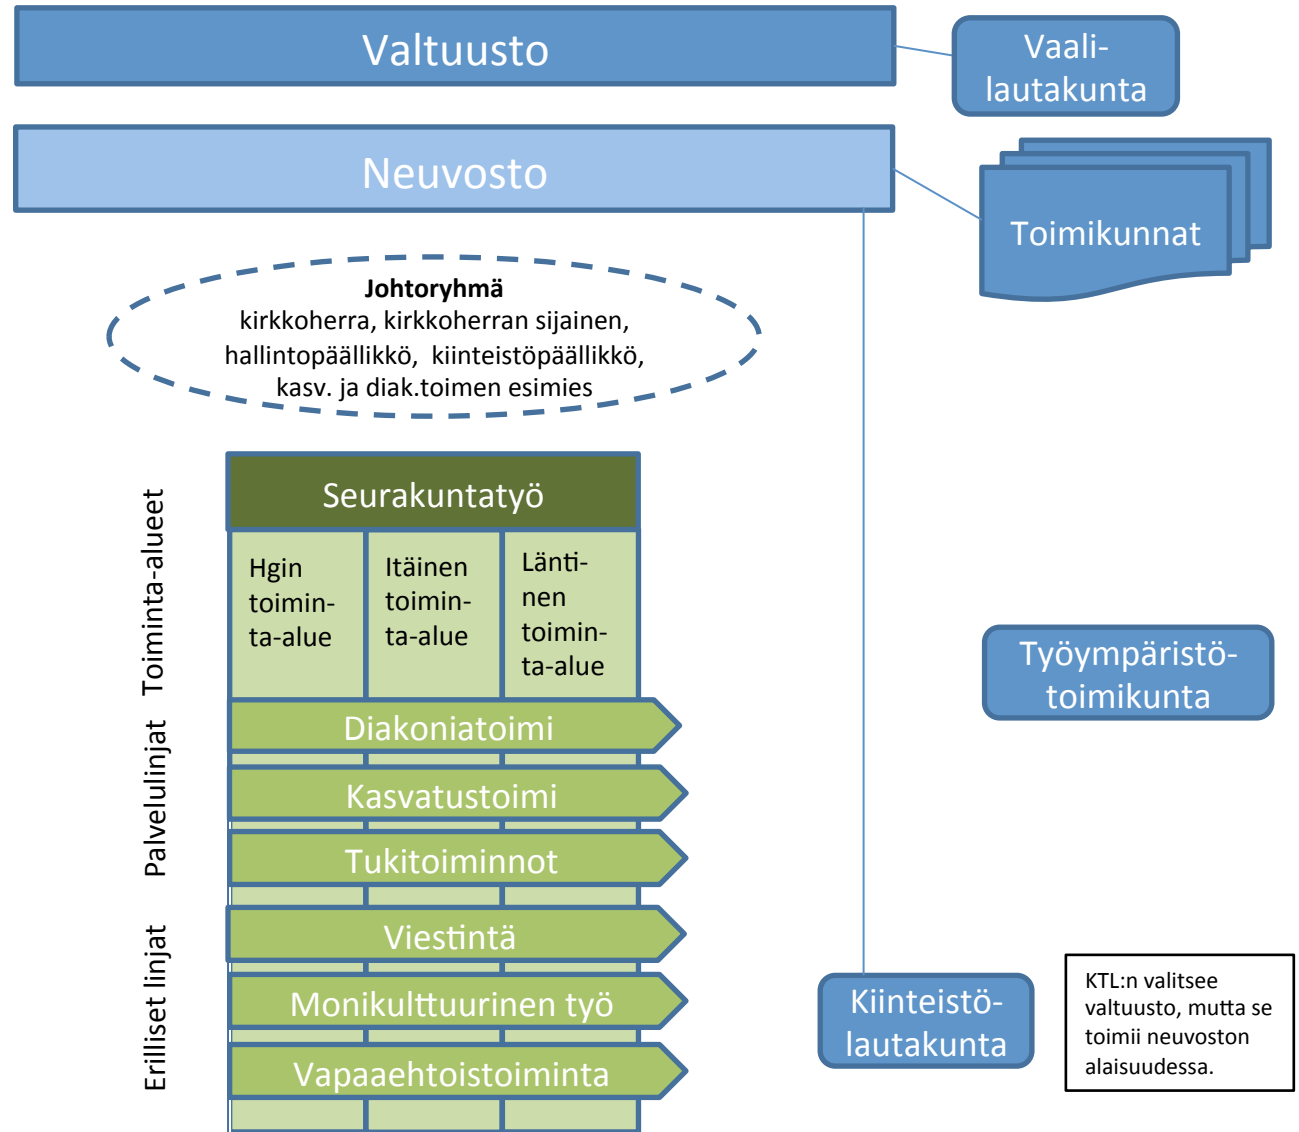 Valtuusto
Vaali-
lautakunta
Neuvosto
Toimikunnat
Johtoryhmä
kirkkoherra, kirkkoherran sijainen,
hallintopäällikkö, kiinteistöpäällikkö,
kasv. ja diak.toimen esimies
Toiminta-alueet
Seurakuntatyö
Hgin
toimin-
ta-alue
Itäinen
toimin-
ta-alue
Länti-
nen
toimin-
ta-alue
Työympäristö-
toimikunta
Palvelulinjat
Diakoniatoimi
Kasvatustoimi
Tukitoiminnot
Erilliset linjat
Viestintä
Monikulttuurinen työ
Vapaaehtoistoiminta
Kiinteistö-
lautakunta
KTL:n valitsee
valtuusto, mutta se
toimii neuvoston
alaisuudessa.